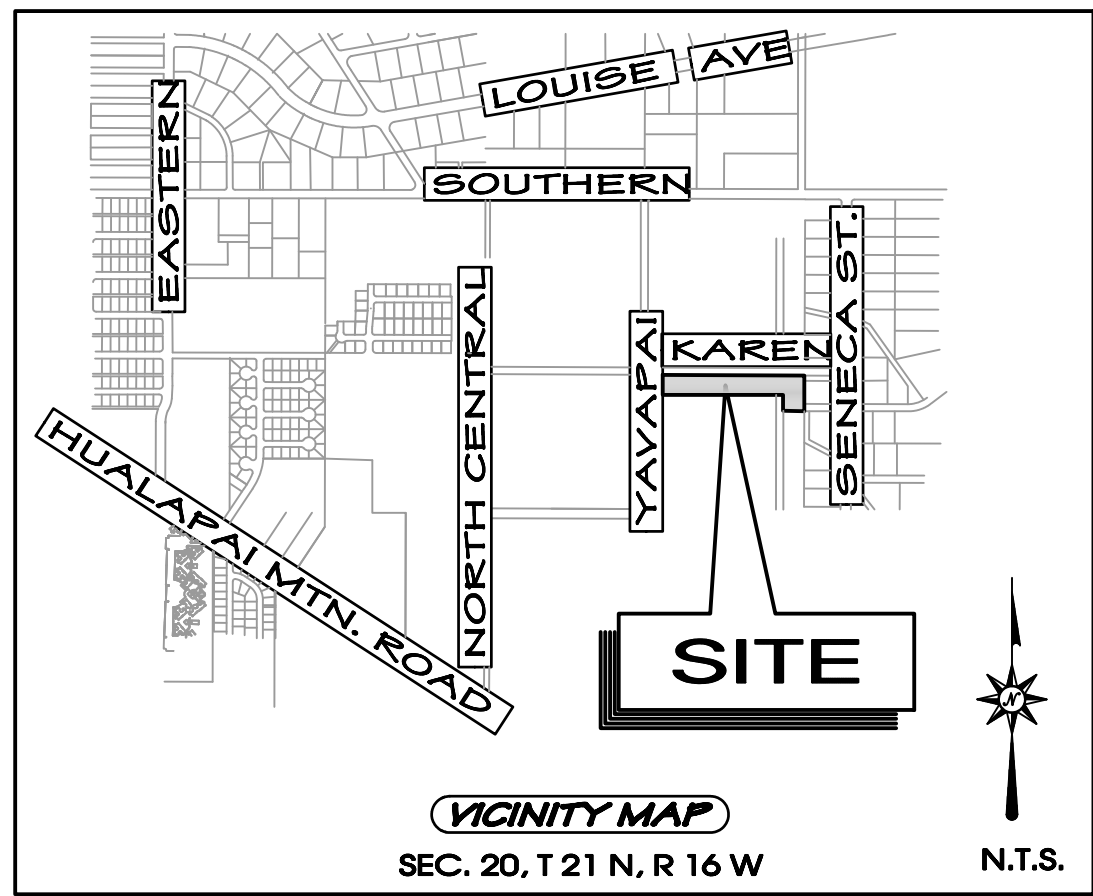 LOUISE AVE
EASTERN
SOUTHERN
SENECA ST.
NORTH CENTRAL
YAVAPAI
KAREN
HUALAPAI MTN. ROAD
SITE
N
VICINITY MAP
SEC. 20, T 21 N, R 16 W
N.T.S.